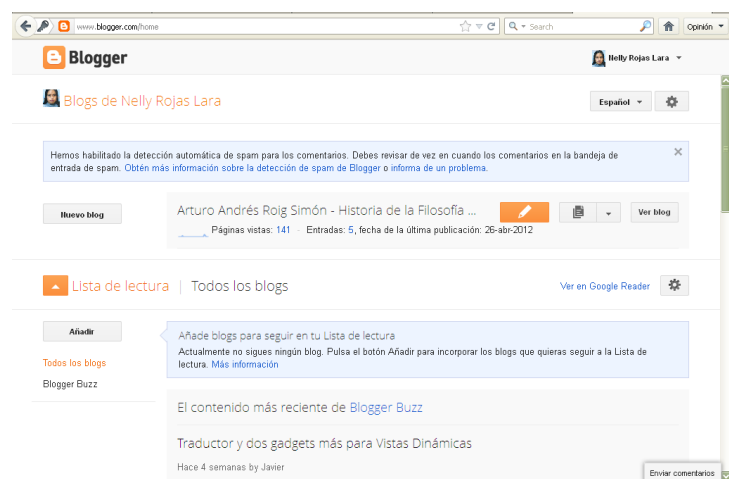 www.blogger.com/home
Search
Opinión
Blogger
Nelly Rojas Lara
Blogs de Nelly Rojas Lara
Español
Hemos habilitado la detección automática de spam para los comentarios. Debes revisar de vez en cuando los comentarios en la bandeja de
entrada de spam. Obtén más información sobre la detección de spam de Blogger o informa de un problema.
Nuevo blog
Arturo Andrés Roig Simón - Historia de la Filosofía ...
Ver blog
Páginas vistas: 141 - Entradas: 5, fecha de la última publicación: 26-abr-2012
Lista de lectura | Todos los blogs
Ver en Google Reader
Añadir
Añade blogs para seguir en tu Lista de lectura
Actualmente no sigues ningún blog. Pulsa el botón Añadir para incorporar los blogs que quieras seguir a la Lista de
lectura. Más información
Todos los blogs
Blogger Buzz
El contenido más reciente de Blogger Buzz
Traductor y dos gadgets más para Vistas Dinámicas
Hace 4 semanas by Javier
Enviar comentarios